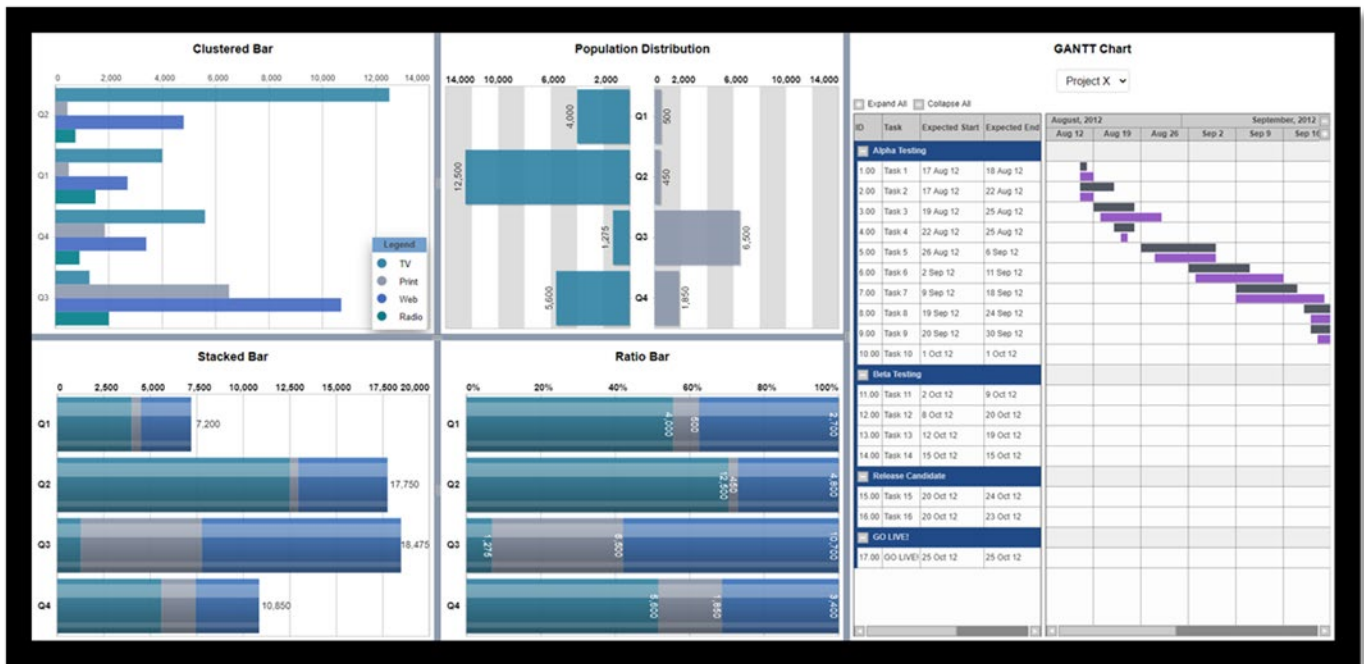 Clustered Bar
0 2,000 4,000 6,000 8,000 10,000 12,000 14,000
Q2
Q1
Q4
Q3
Legend
TV
Print
Web
Radio
Population Distribution
14,000 10,000 6,000 2,000 0 2,000 6,000 10,000 14,000
4,000 Q1 500
12,500 Q2 450
1,275 Q3 6,500
5,600 Q4 1,850
Stacked Bar
0 2,500 5,000 7,500 10,000 12,500 15,000 17,500 20,000
Q1 7,200
Q2 17,750
Q3 18,475
Q4 10,850
Ratio Bar
0% 20% 40% 60% 80% 100%
Q1 4,000 500 2,700
Q2 12,500 450 4,800
Q3 1,275 6,500 10,700
Q4 5,600 1,850 3,400
GANTT Chart
Project X
Expand All Collapse All
ID Task Expected Start Expected End
August, 2012 September, 2012
Aug 12 Aug 19 Aug 26 Sep 2 Sep 9 Sep 16
Alpha Testing
1.00 Task 1 17 Aug 12 18 Aug 12
2.00 Task 2 17 Aug 12 22 Aug 12
3.00 Task 3 19 Aug 12 25 Aug 12
4.00 Task 4 22 Aug 12 25 Aug 12
5.00 Task 5 26 Aug 12 6 Sep 12
6.00 Task 6 2 Sep 12 11 Sep 12
7.00 Task 7 9 Sep 12 18 Sep 12
8.00 Task 8 19 Sep 12 24 Sep 12
9.00 Task 9 20 Sep 12 30 Sep 12
10.00 Task 10 1 Oct 12 1 Oct 12
Beta Testing
11.00 Task 11 2 Oct 12 9 Oct 12
12.00 Task 12 8 Oct 12 20 Oct 12
13.00 Task 13 12 Oct 12 19 Oct 12
14.00 Task 14 15 Oct 12 15 Oct 12
Release Candidate
15.00 Task 15 20 Oct 12 24 Oct 12
16.00 Task 16 20 Oct 12 23 Oct 12
GO LIVE!
17.00 GO LIVE! 25 Oct 12 25 Oct 12